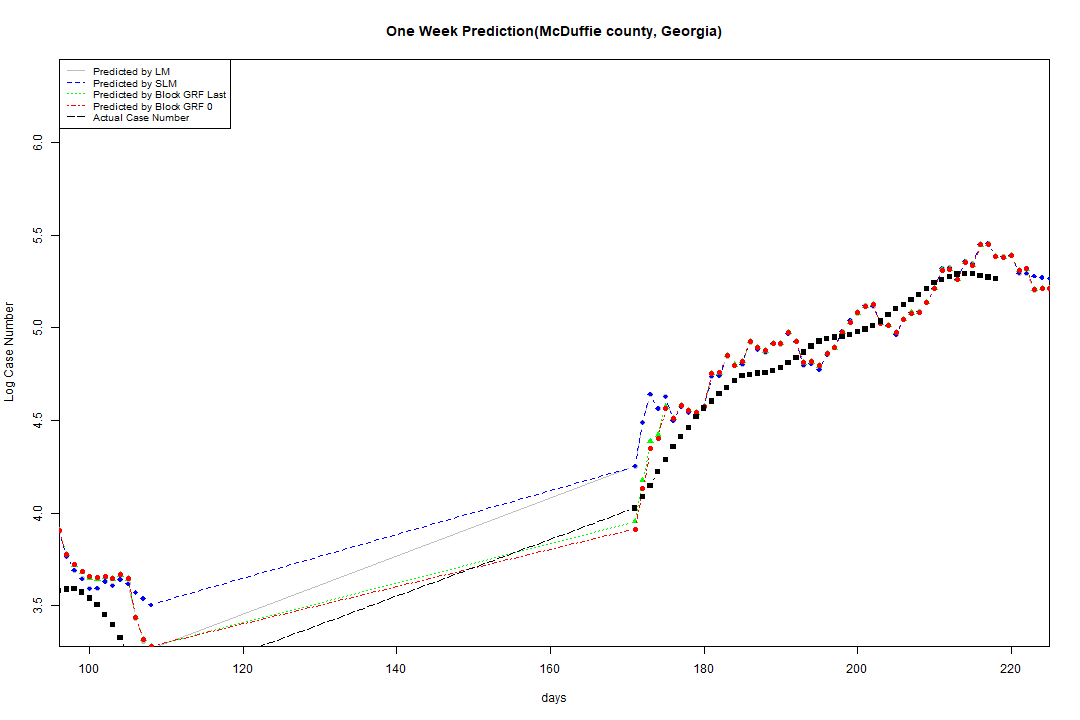 One Week Prediction(McDuffie county, Georgia)
Predicted by LM
Predicted by SLM
Predicted by Block GRF Last
Predicted by Block GRF 0
Actual Case Number
6.0
5.5
5.0
4.5
4.0
3.5
Log Case Number
100 120 140 160 180 200 220
days